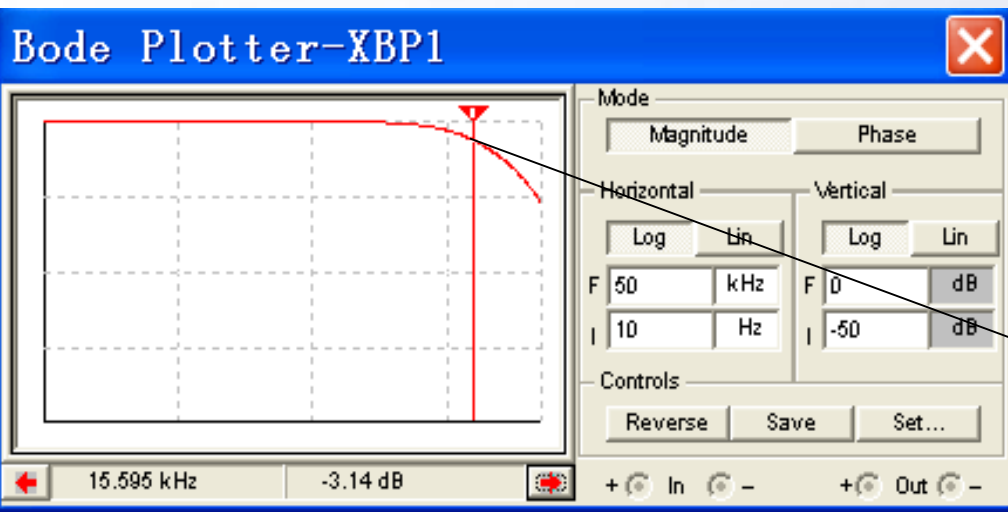 Bode Plotter-XBP1
Mode
Magnitude Phase
Horizontal Vertical
Log Lin Log Lin
F 50 kHz F 0 dB
I 10 Hz I -50 dB
Controls
Reverse Save Set...
15.595 kHz -3.14 dB + In - + Out -